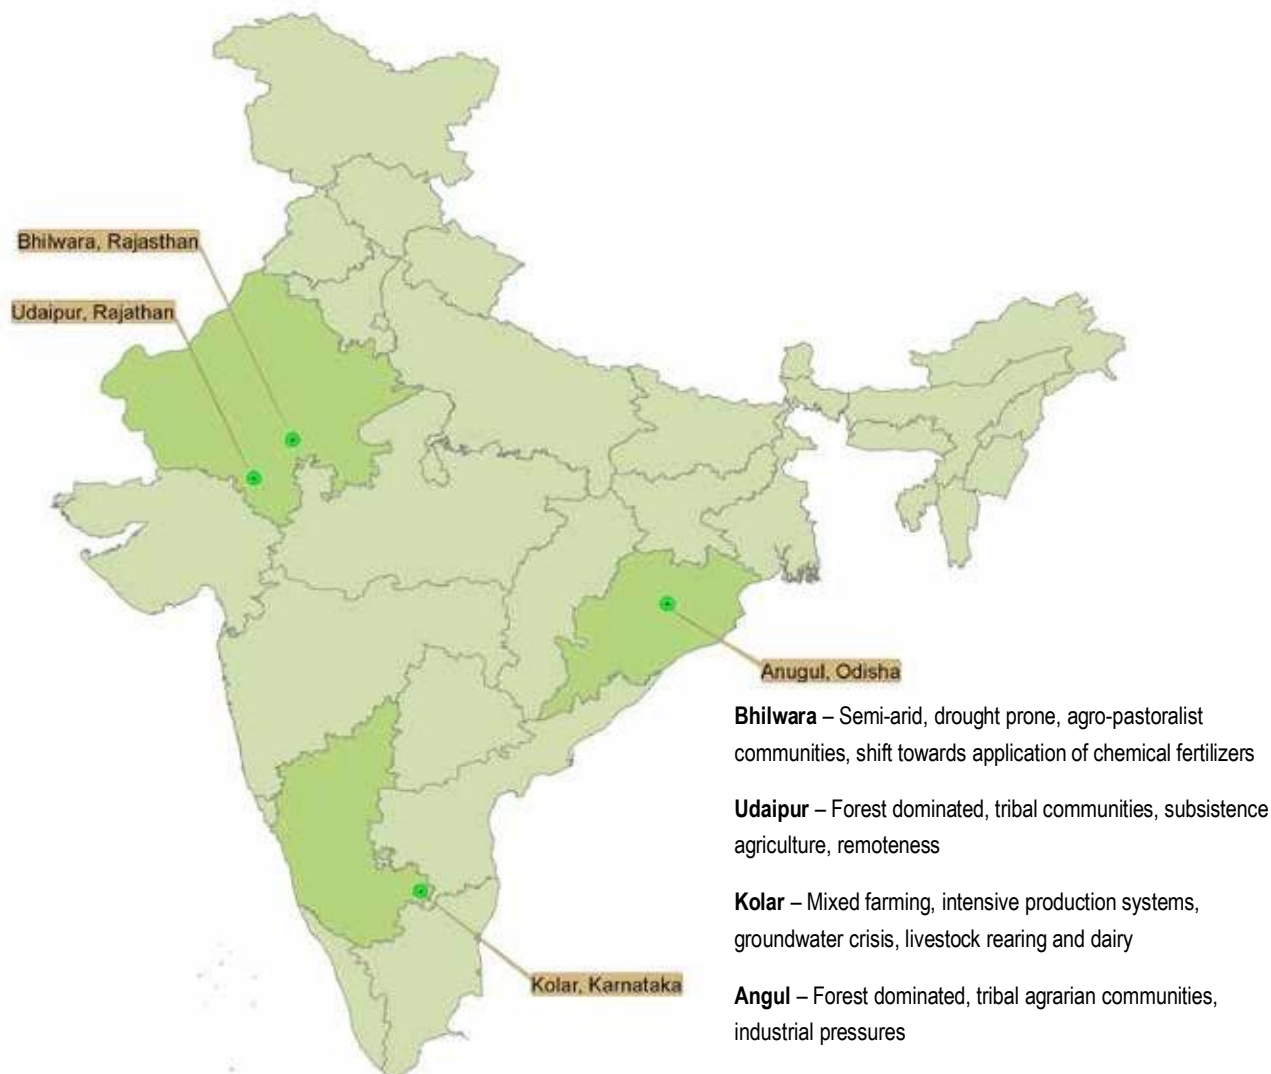 Bhilwara, Rajasthan
Udaipur, Rajathan
Anugul, Odisha
Bhilwara – Semi-arid, drought prone, agro-pastoralist
communities, shift towards application of chemical fertilizers
Udaipur – Forest dominated, tribal communities, subsistence
agriculture, remoteness
Kolar – Mixed farming, intensive production systems,
groundwater crisis, livestock rearing and dairy
Kolar, Karnataka
Angul – Forest dominated, tribal agrarian communities,
industrial pressures